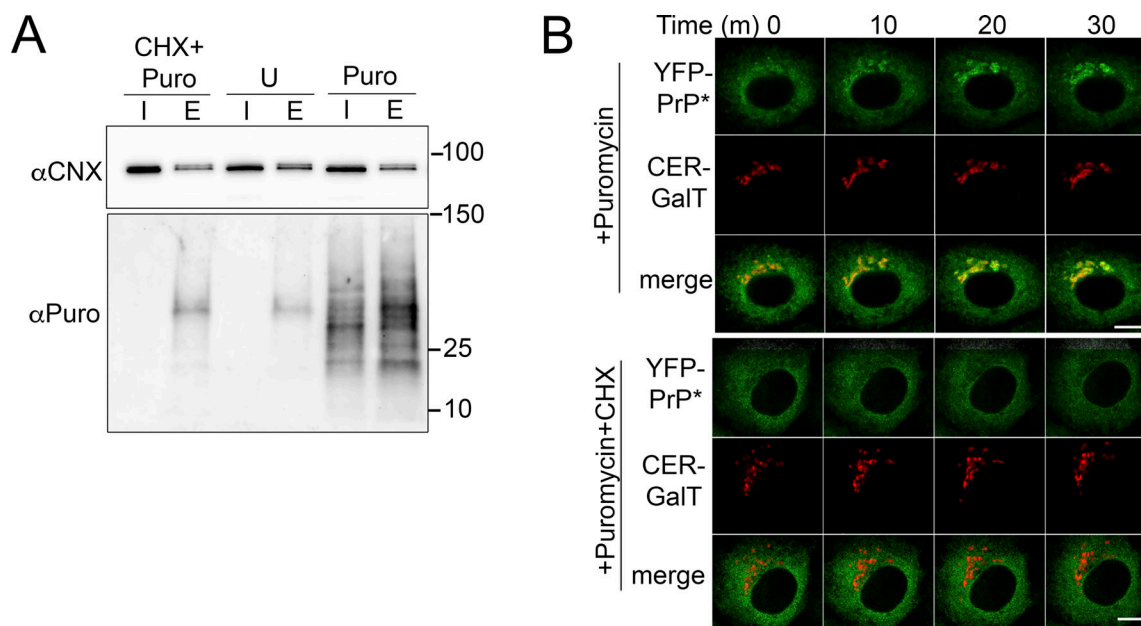 A
CHX+
Puro
U
Puro
I E I E I E
αCNX
–100
–150
αPuro
–25
–10
B
Time (m) 0 10 20 30
+Puromycin
YFP-
PrP*
CER-
GalT
merge
+Puromycin+CHX
YFP-
PrP*
CER-
GalT
merge